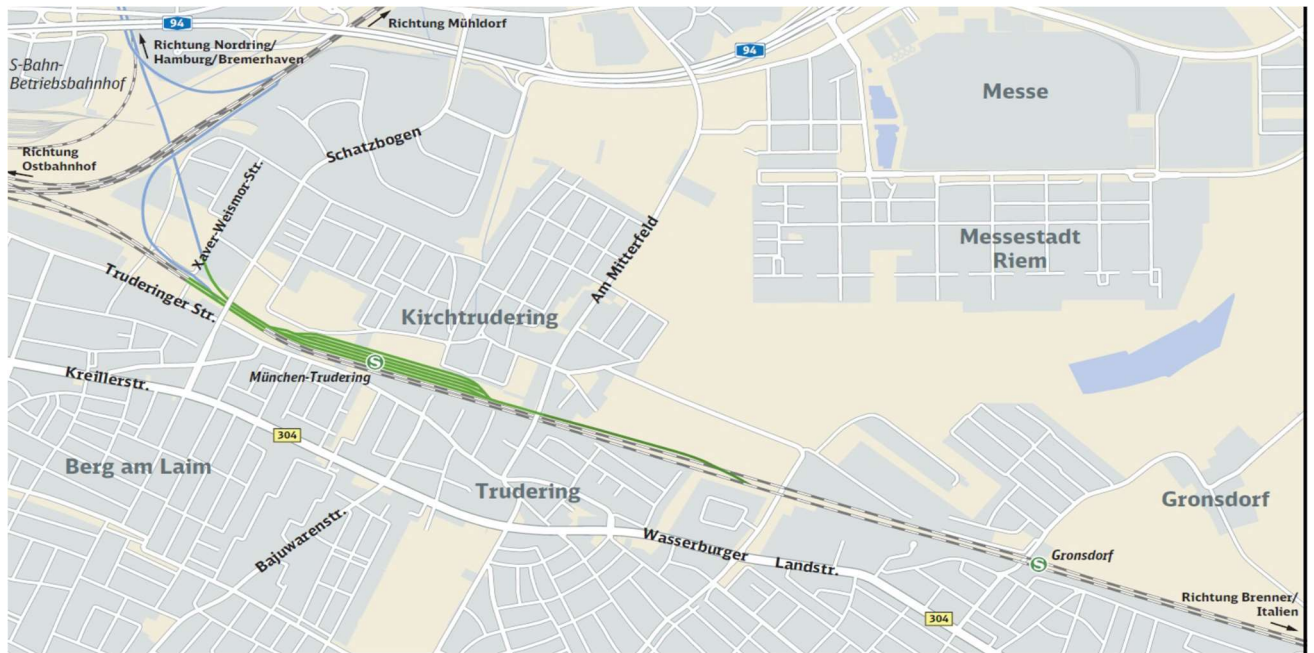 94
Richtung Mühldorf
Richtung Nordring/
Hamburg/Bremerhaven
S-Bahn-
Betriebsbahnhof
94
Messe
Schatzbogen
Richtung
Ostbahnhof
Xaver-Weismor-Str.
Am Mitterfeld
Messestadt
Riem
Truderinger Str.
Kirchtrudering
S
München-Trudering
Kreillerstr.
304
Berg am Laim
Trudering
Gronsdorf
Bajuwarenstr.
Wasserburger Landstr.
S
Gronsdorf
Richtung Brenner/
Italien
304